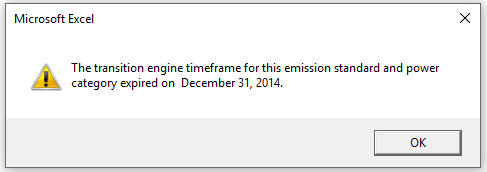 Microsoft Excel
The transition engine timeframe for this emission standard and power
category expired on  December 31, 2014.
OK